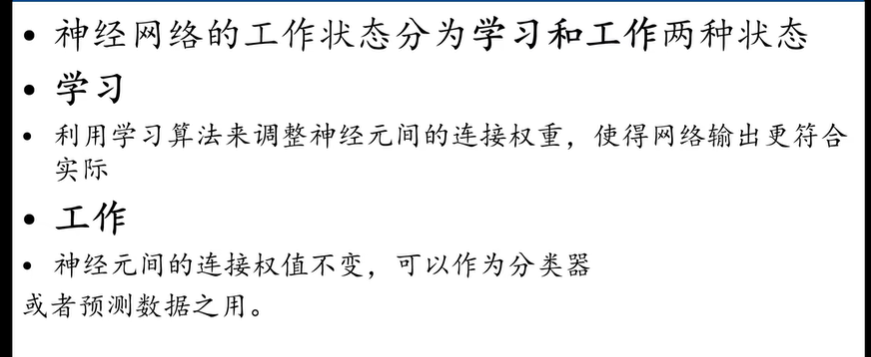 • 神经网络的工作状态分为学习和工作两种状态
• 学习
• 利用学习算法来调整神经元间的连接权重，使得网络输出更符合
实际
• 工作
• 神经元间的连接权值不变，可以作为分类器
或者预测数据之用。